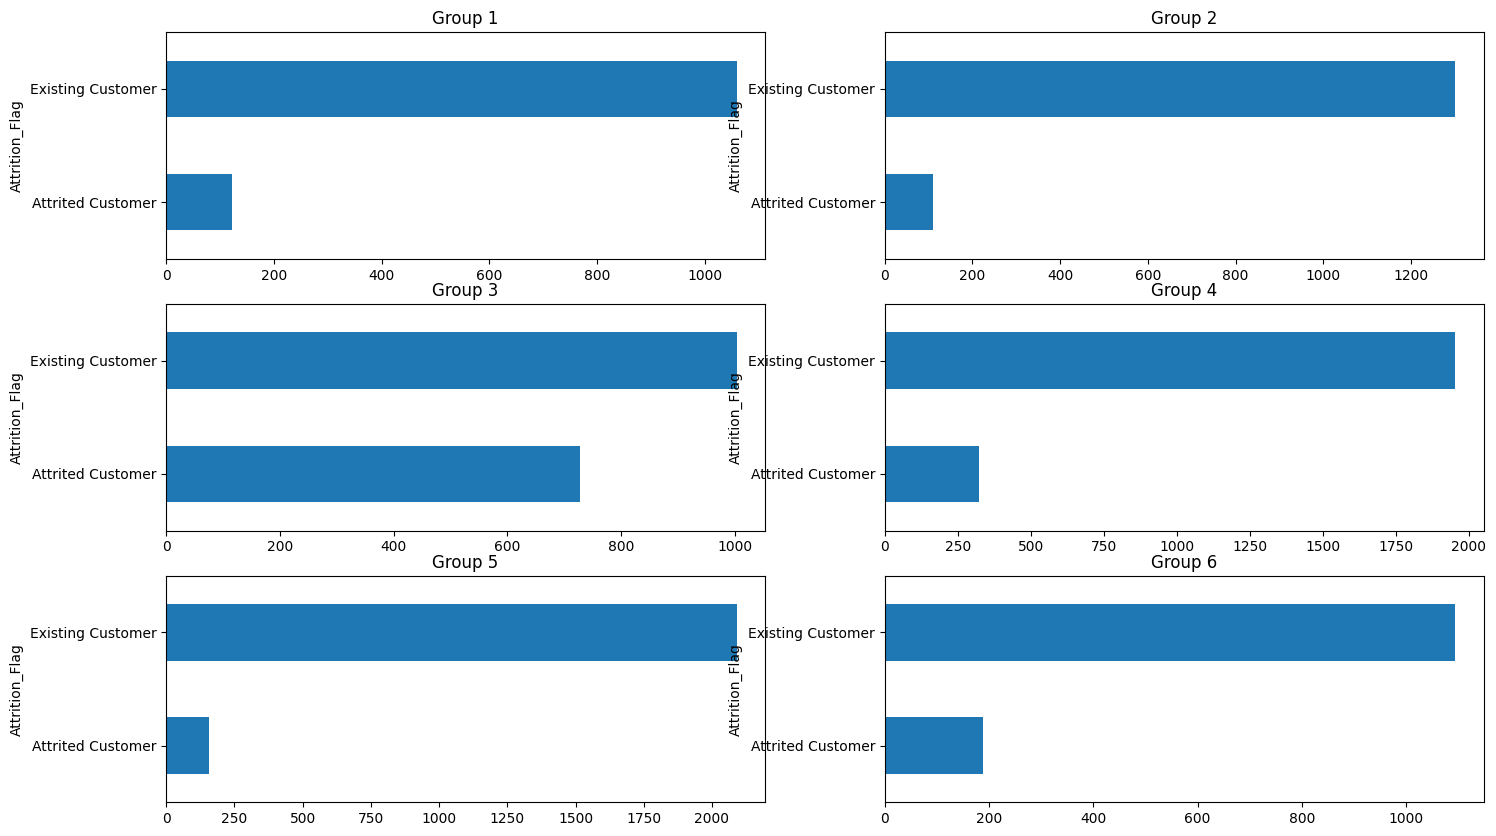 Group 1
Existing Customer
Attrited Customer
Attrition_Flag
0 200 400 600 800 1000
Group 2
Existing Customer
Attrited Customer
Attrition_Flag
0 200 400 600 800 1000 1200
Group 3
Existing Customer
Attrited Customer
Attrition_Flag
0 200 400 600 800 1000
Group 4
Existing Customer
Attrited Customer
Attrition_Flag
0 250 500 750 1000 1250 1500 1750 2000
Group 5
Existing Customer
Attrited Customer
Attrition_Flag
0 250 500 750 1000 1250 1500 1750 2000
Group 6
Existing Customer
Attrited Customer
Attrition_Flag
0 200 400 600 800 1000